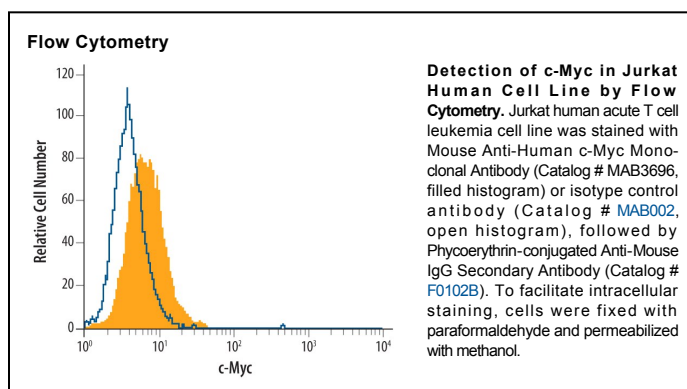 Flow Cytometry
120
100
80
60
40
20
0
Relative Cell Number
10⁰
10¹
10²
10³
10⁴
c-Myc
Detection of c-Myc in Jurkat
Human Cell Line by Flow
Cytometry. Jurkat human acute T cell
leukemia cell line was stained with
Mouse Anti-Human c-Myc Mono-
clonal Antibody (Catalog # MAB3696,
filled histogram) or isotype control
antibody (Catalog # MAB002,
open histogram), followed by
Phycoerythrin-conjugated Anti-Mouse
IgG Secondary Antibody (Catalog #
F0102B). To facilitate intracellular
staining, cells were fixed with
paraformaldehyde and permeabilized
with methanol.